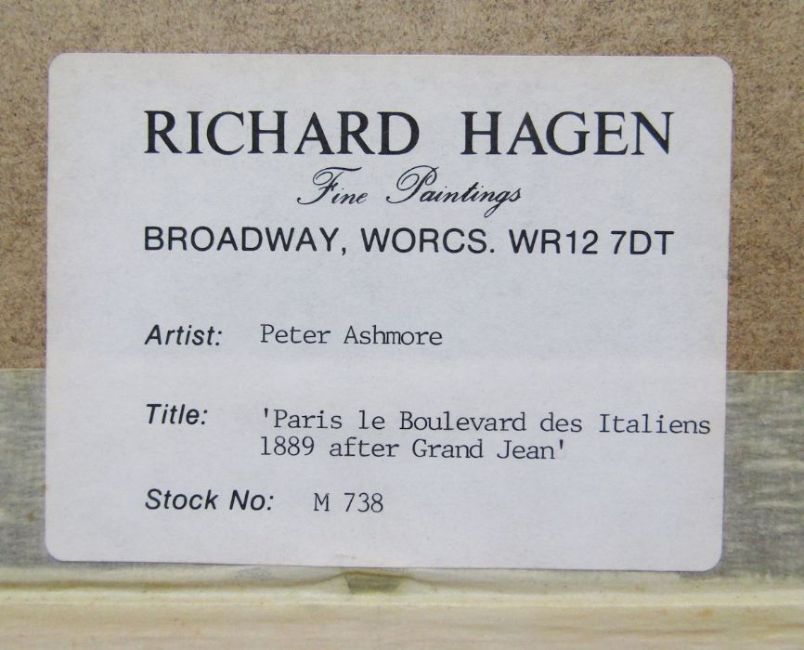 RICHARD HAGEN
Fine Paintings
BROADWAY, WORCS. WR12 7DT
Artist: Peter Ashmore
Title: 'Paris le Boulevard des Italiens
1889 after Grand Jean'
Stock No: M 738